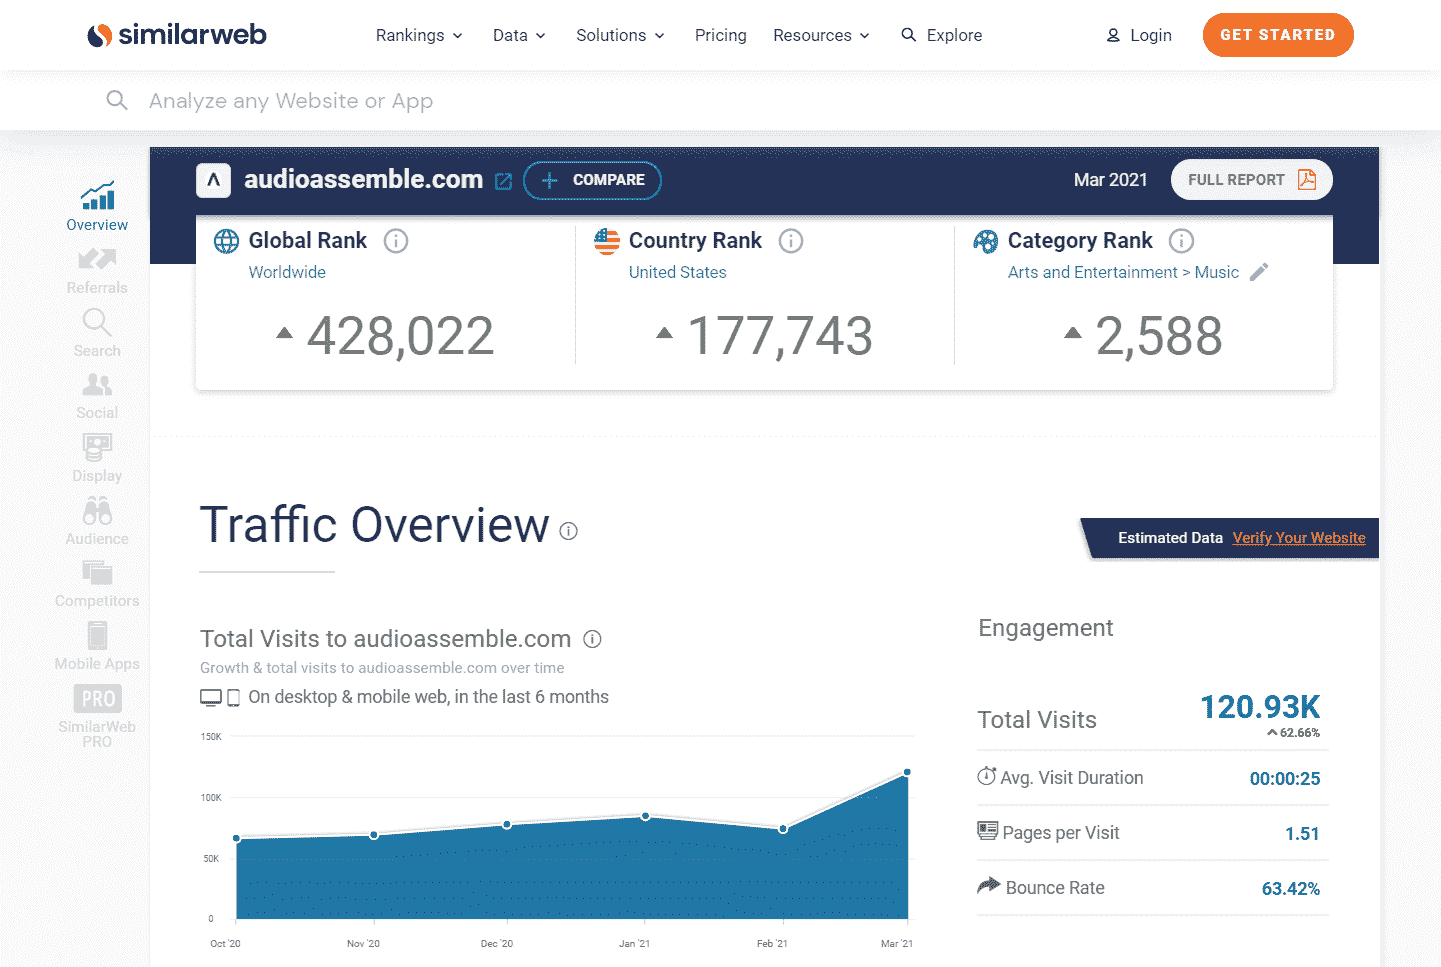 similarweb Rankings Data Solutions Pricing Resources Explore Login GET STARTED
Analyze any Website or App
audioassemble.com COMPARE Mar 2021 FULL REPORT
Overview
Referrals
Search
Social
Display
Audience
Competitors
Mobile Apps
PRO
SimilarWeb
PRO
Global Rank
Worldwide
428,022
Country Rank
United States
177,743
Category Rank
Arts and Entertainment > Music
2,588
Traffic Overview
Estimated Data Verify Your Website
Total Visits to audioassemble.com
Growth & total visits to audioassemble.com over time
On desktop & mobile web, in the last 6 months
150K
100K
50K
0
Oct '20 Nov '20 Dec '20 Jan '21 Feb '21 Mar '21
Engagement
Total Visits 120.93K
62.66%
Avg. Visit Duration 00:00:25
Pages per Visit 1.51
Bounce Rate 63.42%